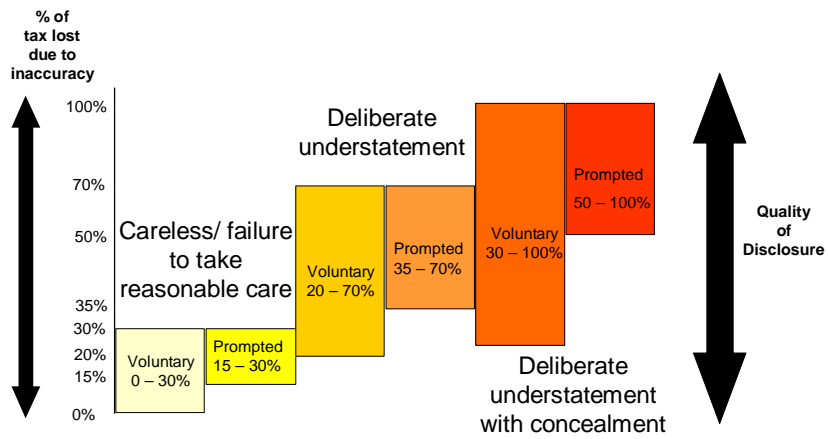 % of
tax lost
due to
inaccuracy
100%
70%
50%
35%
30%
20%
15%
0%
Careless/ failure
to take
reasonable care
Voluntary
0 – 30%
Prompted
15 – 30%
Deliberate
understatement
Voluntary
20 – 70%
Prompted
35 – 70%
Voluntary
30 – 100%
Prompted
50 – 100%
Deliberate
understatement
with concealment
Quality
of
Disclosure